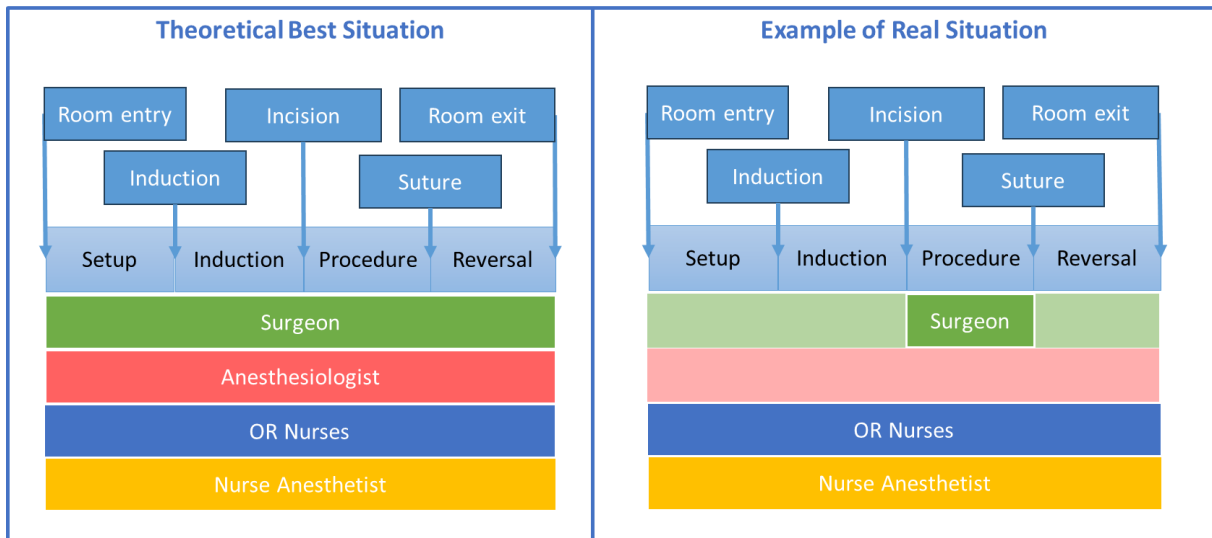 Theoretical Best Situation
Room entry
Incision
Room exit
Induction
Suture
Setup
Induction
Procedure
Reversal
Surgeon
Anesthesiologist
OR Nurses
Nurse Anesthetist
Example of Real Situation
Room entry
Incision
Room exit
Induction
Suture
Setup
Induction
Procedure
Reversal
Surgeon
OR Nurses
Nurse Anesthetist